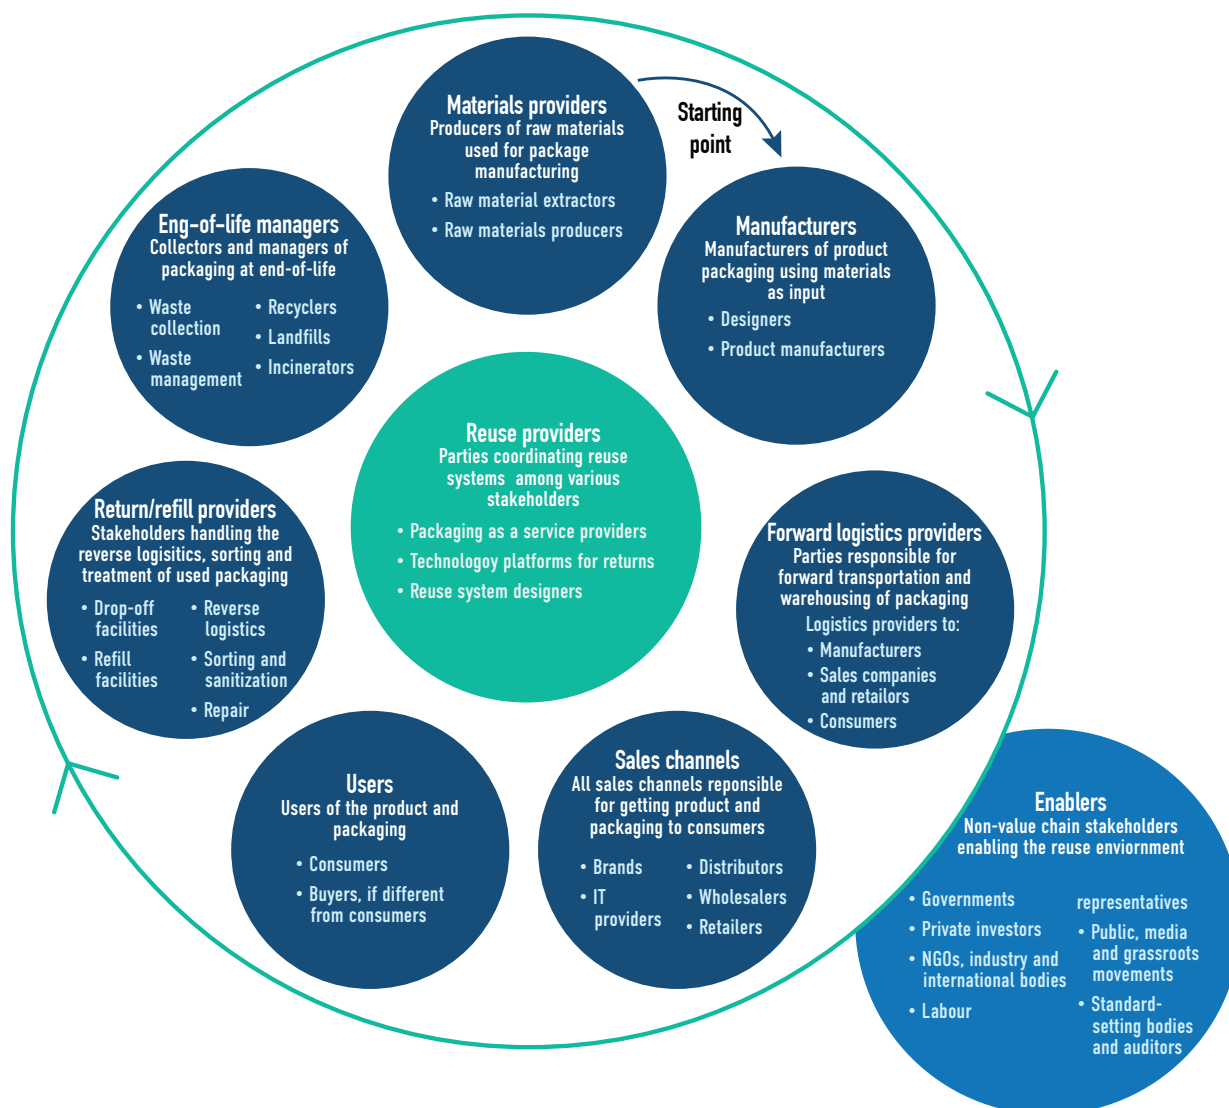 Materials providers
Producers of raw materials
used for package
manufacturing
• Raw material extractors
• Raw materials producers
Starting
point
Manufacturers
Manufacturers of product
packaging using materials
as input
• Designers
• Product manufacturers
Forward logistics providers
Parties responsible for
forward transportation and
warehousing of packaging
Logistics providers to:
• Manufacturers
• Sales companies
and retailors
• Consumers
Enablers
Non-value chain stakeholders
enabling the reuse enviornment
• Governments
• Private investors
• NGOs, industry and
international bodies
• Labour
representatives
• Public, media
and grassroots
movements
• Standard-
setting bodies
and auditors
Sales channels
All sales channels reponsible
for getting product and
packaging to consumers
• Brands
• IT
providers
• Distributors
• Wholesalers
• Retailers
Users
Users of the product and
packaging
• Consumers
• Buyers, if different
from consumers
Return/refill providers
Stakeholders handling the
reverse logisitics, sorting and
treatment of used packaging
• Drop-off
facilities
• Refill
facilities
• Reverse
logistics
• Sorting and
sanitization
• Repair
Eng-of-life managers
Collectors and managers of
packaging at end-of-life
• Waste
collection
• Waste
management
• Recyclers
• Landfills
• Incinerators
Reuse providers
Parties coordinating reuse
systems among various
stakeholders
• Packaging as a service providers
• Technologoy platforms for returns
• Reuse system designers